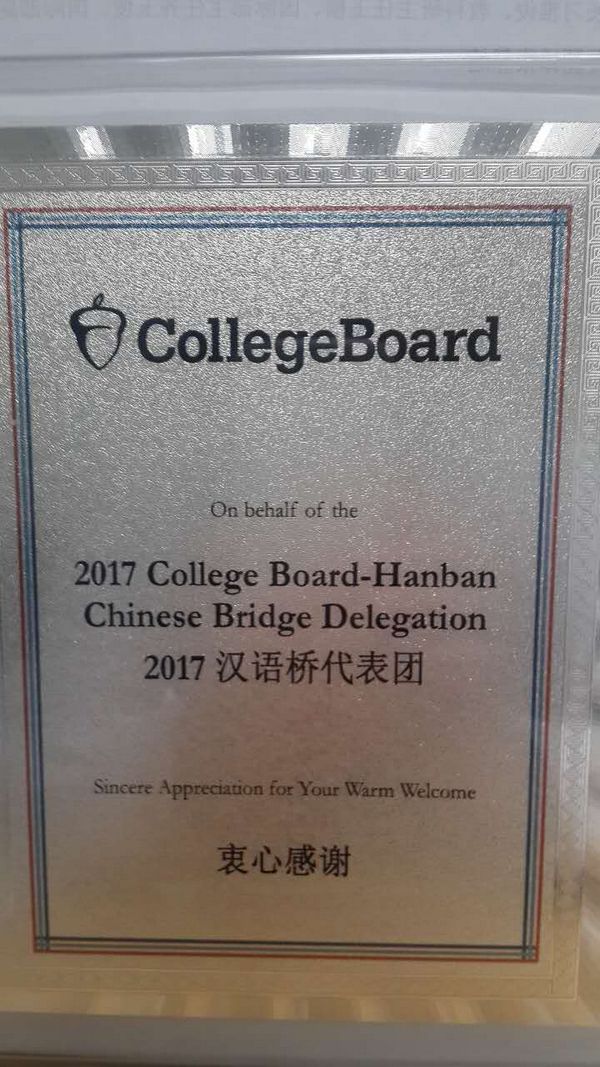 CollegeBoard
On behalf of the
2017 College Board-Hanban
Chinese Bridge Delegation
2017 汉语桥代表团
Sincere Appreciation for Your Warm Welcome
衷心感谢